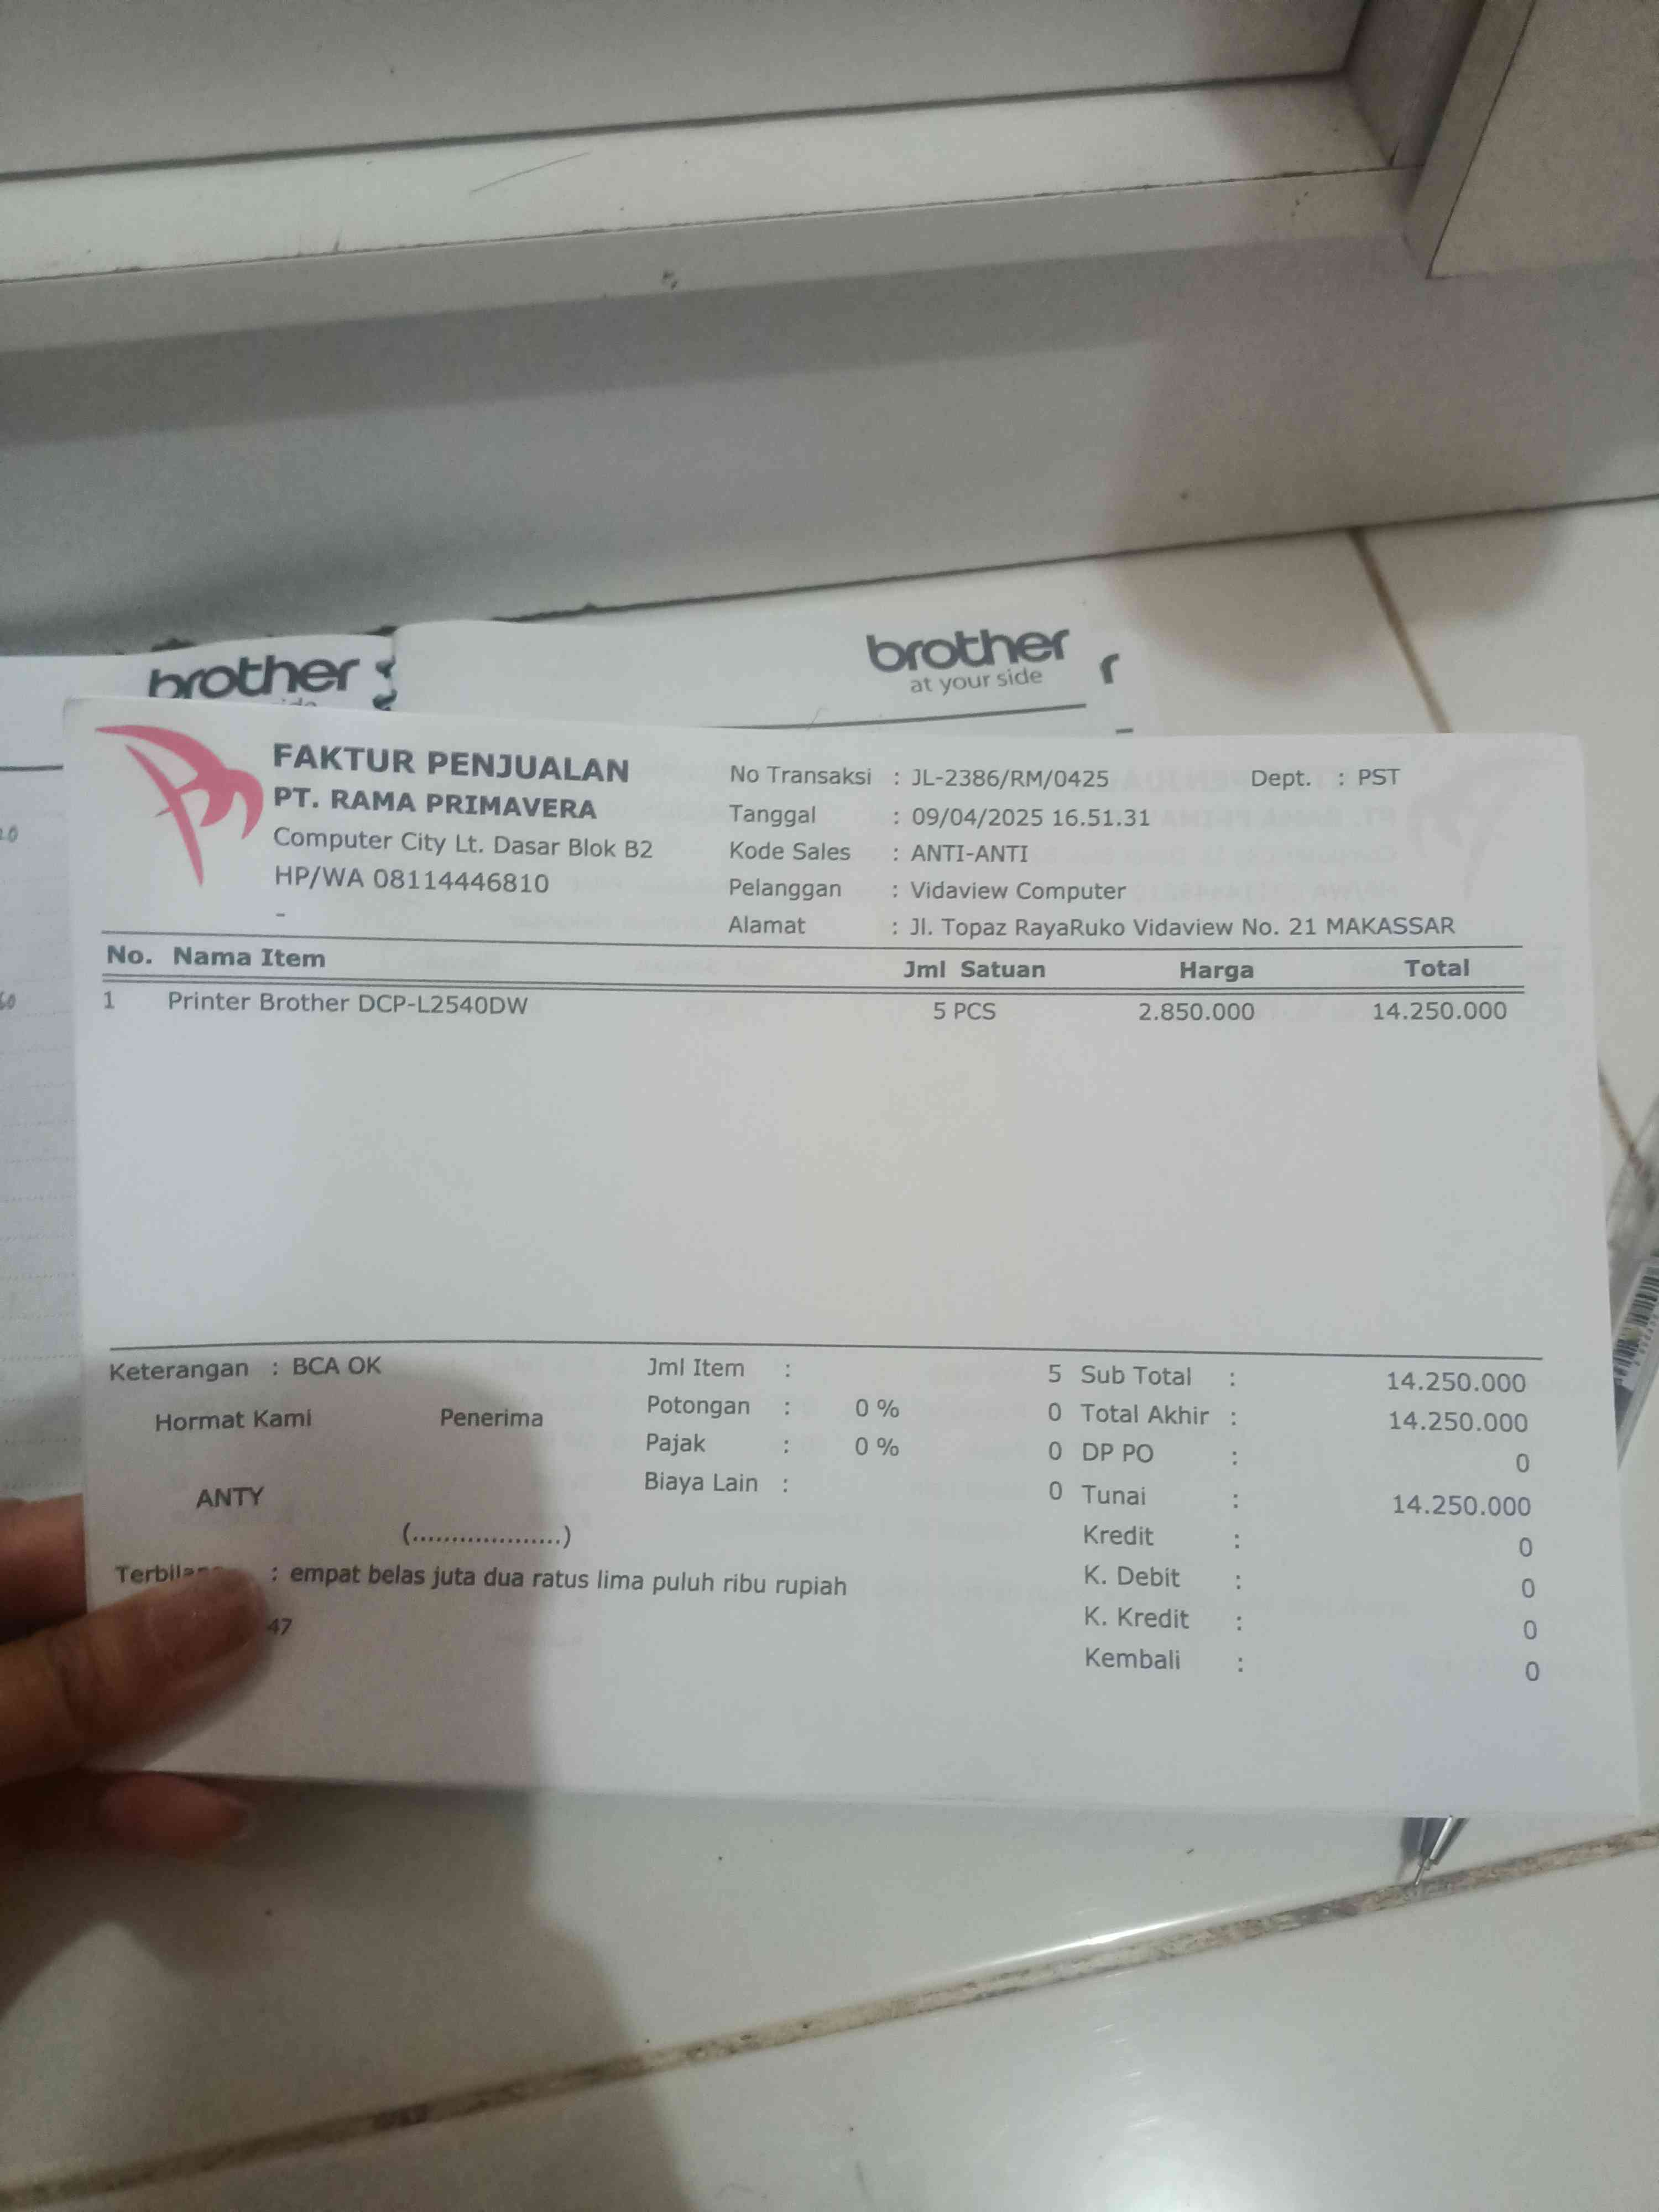 brother
brother
at your side
r
FAKTUR PENJUALAN
PT. RAMA PRIMAVERA
Computer City Lt. Dasar Blok B2
HP/WA 08114446810
-
No Transaksi : JL-2386/RM/0425 Dept. : PST
Tanggal : 09/04/2025 16.51.31
Kode Sales : ANTI-ANTI
Pelanggan : Vidaview Computer
Alamat : Jl. Topaz RayaRuko Vidaview No. 21 MAKASSAR
No. Nama Item Jml Satuan Harga Total
1 Printer Brother DCP-L2540DW 5 PCS 2.850.000 14.250.000
Keterangan : BCA OK
Hormat Kami Penerima
ANTY
(...................)
Jml Item : 5
Potongan : 0 % 0
Pajak : 0 % 0
Biaya Lain : 0
Sub Total : 14.250.000
Total Akhir : 14.250.000
DP PO : 0
Tunai : 14.250.000
Kredit : 0
K. Debit : 0
K. Kredit : 0
Kembali : 0
: empat belas juta dua ratus lima puluh ribu rupiah
47